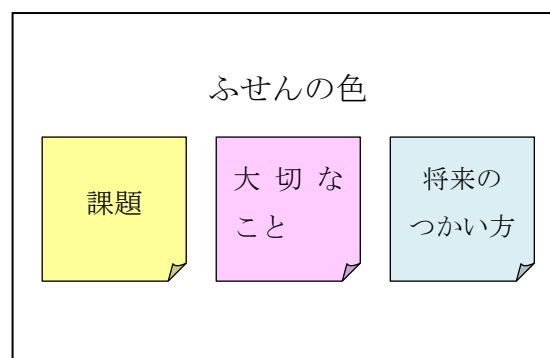 ふせんの色
課題
大切な
こと
将来の
つかい方